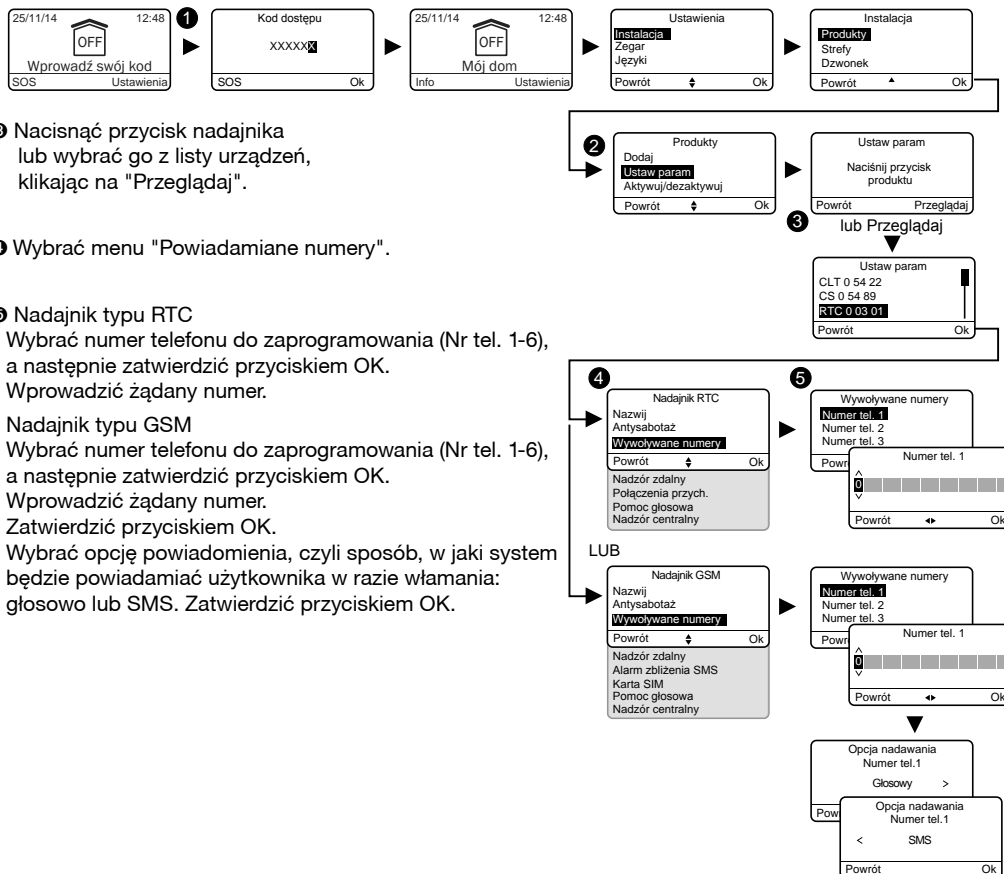 25/11/14 12:48
OFF
Wprowadź swój kod
SOS Ustawienia
❶
Kod dostępu
XXXXXX
SOS Ok
25/11/14 12:48
OFF
Mój dom
Info Ustawienia
Ustawienia
Instalacja
Zegar
Języki
Powrót Ok
Instalacja
Produkty
Strefy
Dzwonek
Powrót Ok
❸ Nacisnąć przycisk nadajnika
lub wybrać go z listy urządzeń,
klikając na "Przeglądaj".
❹ Wybrać menu "Powiadamiane numery".
❺ Nadajnik typu RTC
Wybrać numer telefonu do zaprogramowania (Nr tel. 1-6),
a następnie zatwierdzić przyciskiem OK.
Wprowadzić żądany numer.
Nadajnik typu GSM
Wybrać numer telefonu do zaprogramowania (Nr tel. 1-6),
a następnie zatwierdzić przyciskiem OK.
Wprowadzić żądany numer.
Zatwierdzić przyciskiem OK.
Wybrać opcję powiadomienia, czyli sposób, w jaki system
będzie powiadamiać użytkownika w razie włamania:
głosowo lub SMS. Zatwierdzić przyciskiem OK.
❷
Produkty
Dodaj
Ustaw param
Aktywuj/dezaktywuj
Powrót Ok
Ustaw param
Naciśnij przycisk
produktu
Powrót Przeglądaj
❸ lub Przeglądaj
Ustaw param
CLT 0 54 22
CS 0 54 89
RTC 0 03 01
Powrót Ok
❹
Nadajnik RTC
Nazwij
Antysabotaż
Wywoływane numery
Powrót Ok
Nadzór zdalny
Połączenia przych.
Pomoc głosowa
Nadzór centralny
❺
Wywoływane numery
Numer tel. 1
Numer tel. 2
Numer tel. 3
Powr
Numer tel. 1
0
Powrót Ok
LUB
Nadajnik GSM
Nazwij
Antysabotaż
Wywoływane numery
Powrót Ok
Nadzór zdalny
Alarm zbliżenia SMS
Karta SIM
Pomoc głosowa
Nadzór centralny
Wywoływane numery
Numer tel. 1
Numer tel. 2
Numer tel. 3
Powr
Numer tel. 1
0
Powrót Ok
Opcja nadawania
Numer tel.1
Głosowy >
Pow
Opcja nadawania
Numer tel.1
< SMS
Powrót Ok